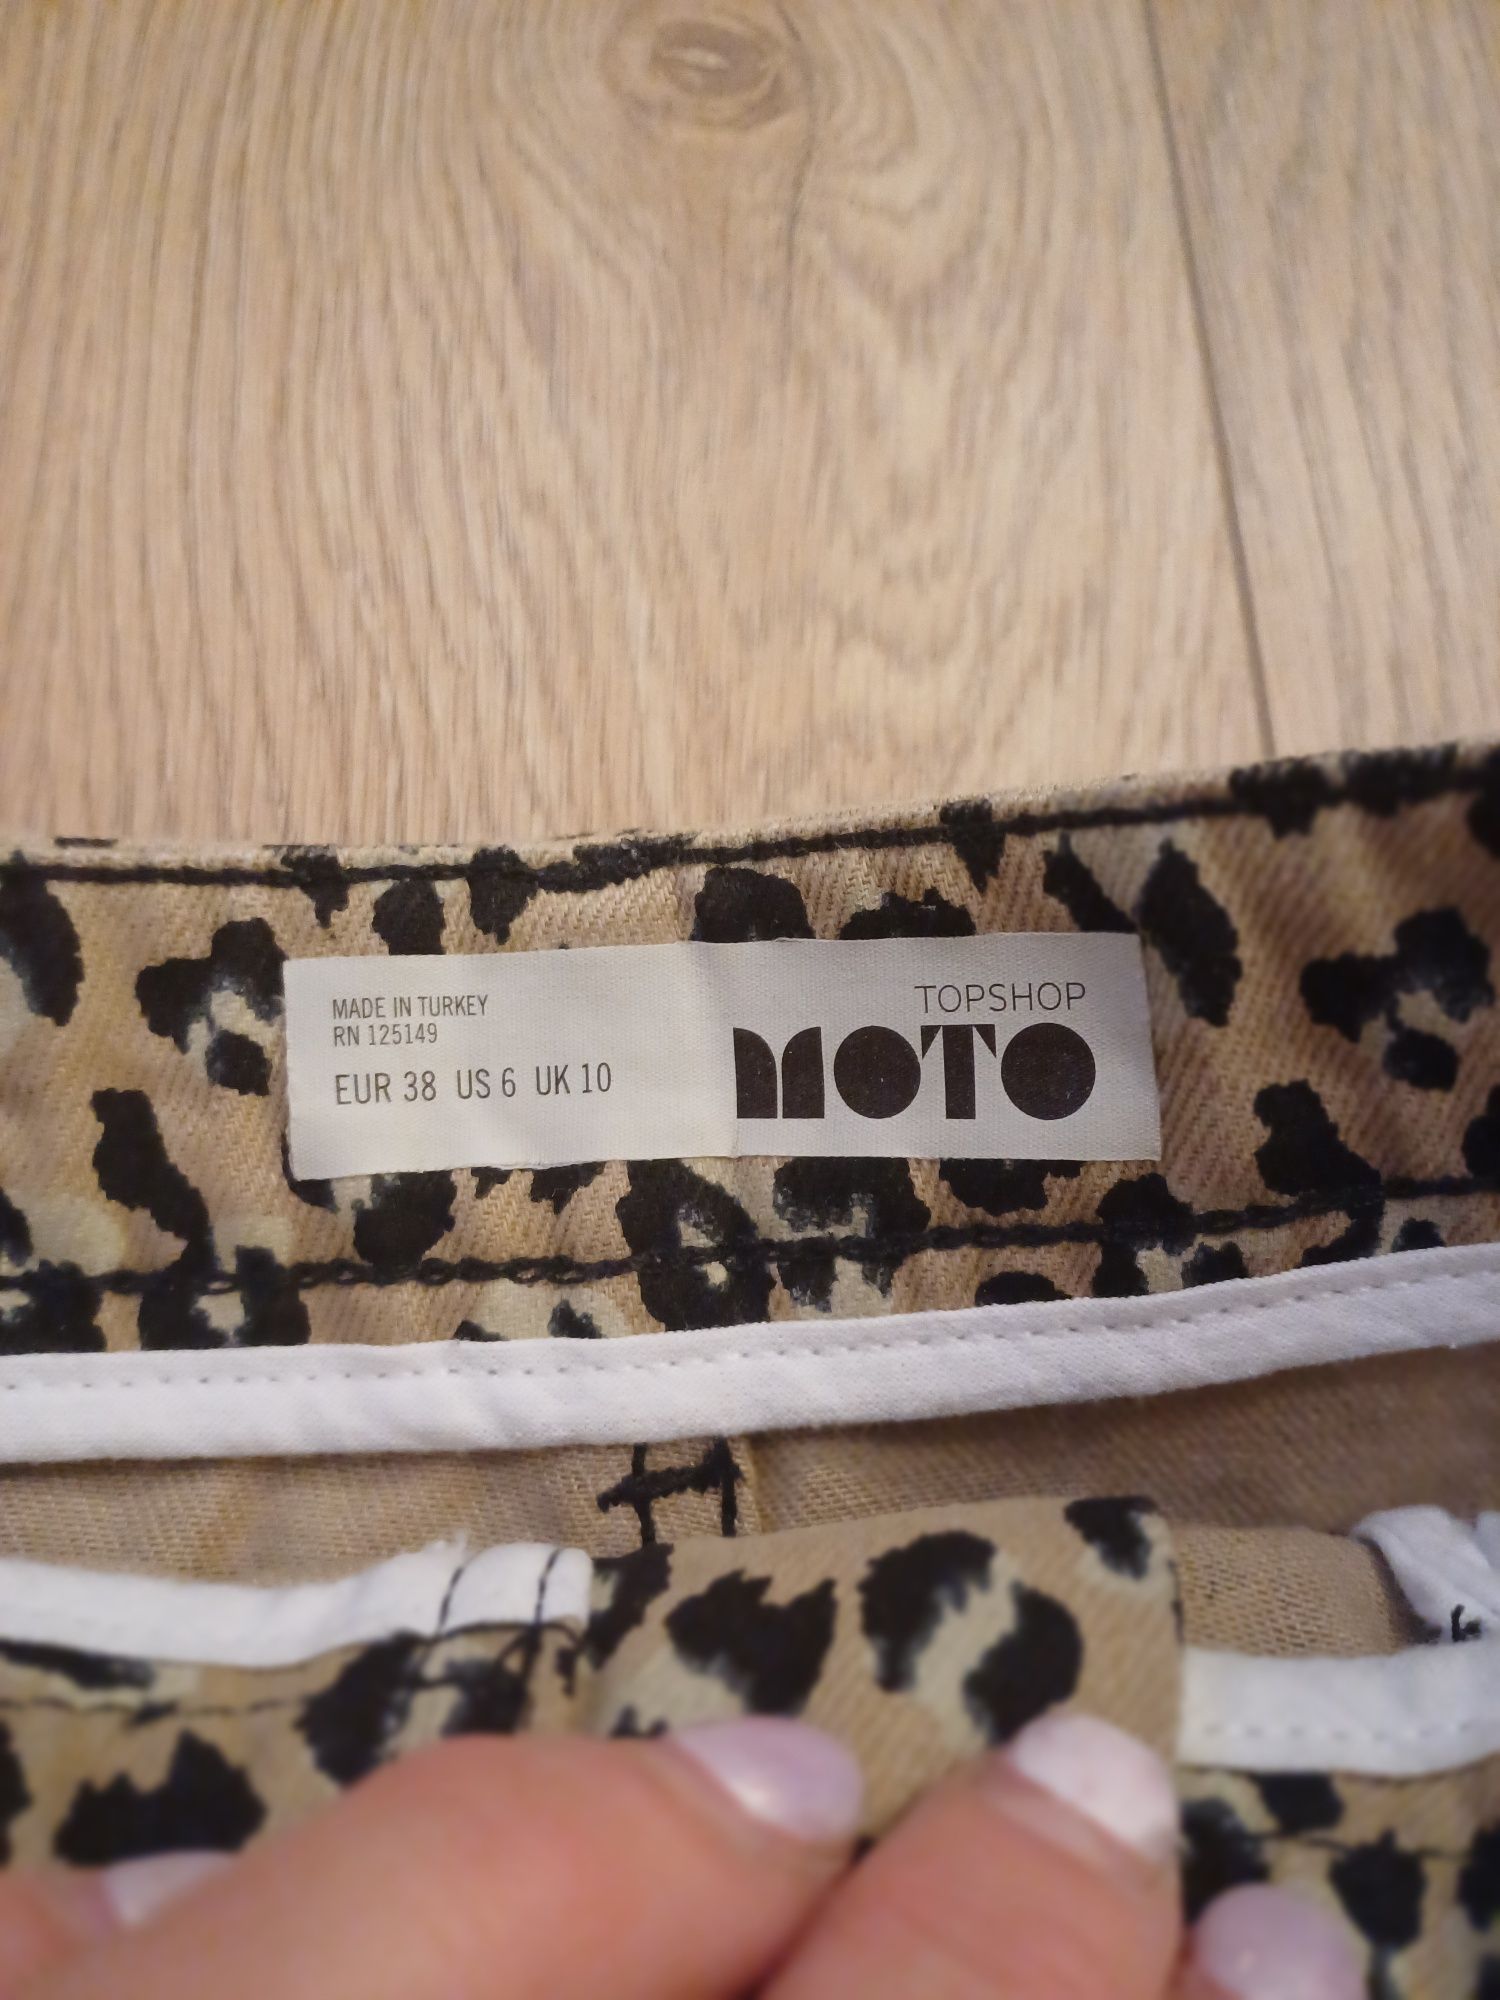 MADE IN TURKEY
RN 125149
EUR 38 US 6 UK 10
TOPSHOP
MOTO